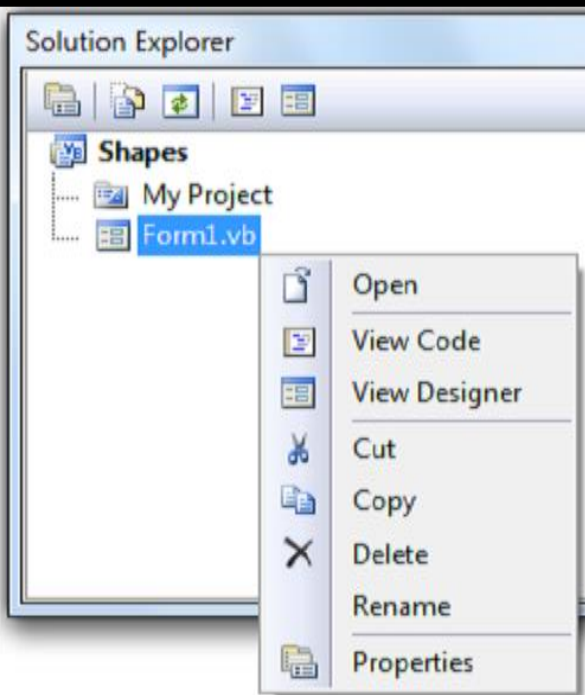 Solution Explorer
Shapes
My Project
Form1.vb
Open
View Code
View Designer
Cut
Copy
Delete
Rename
Properties